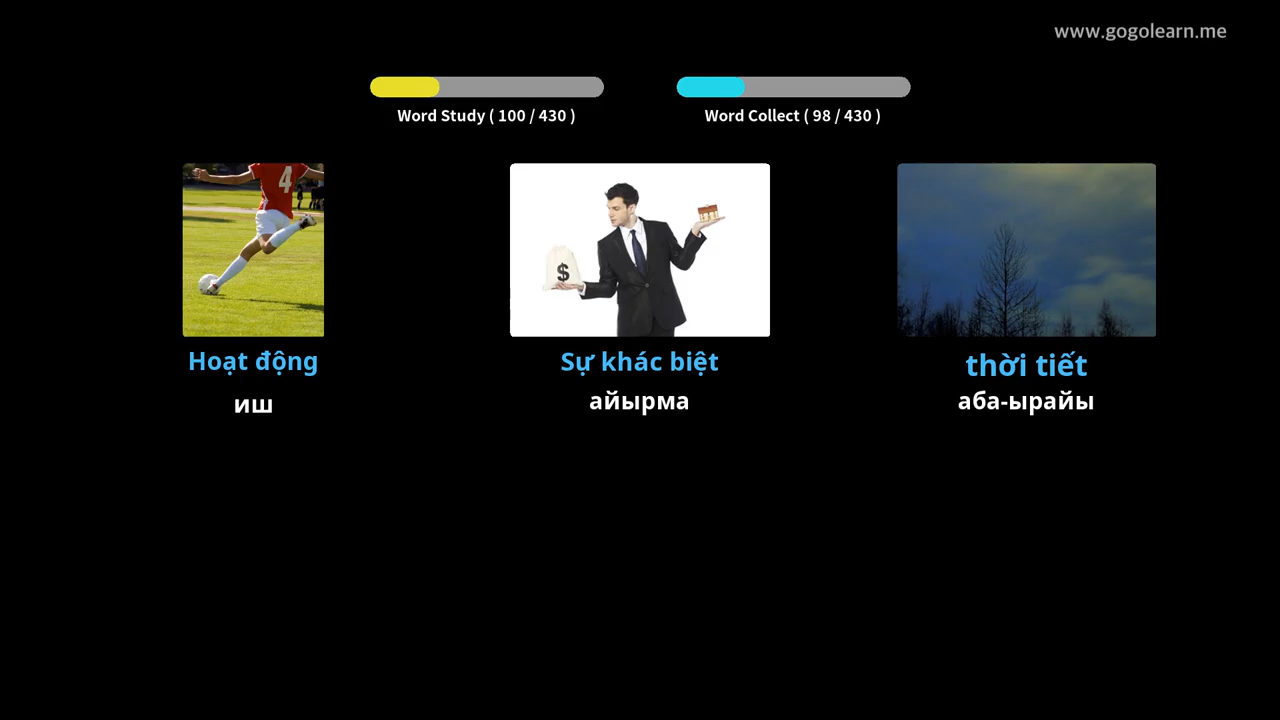 www.gogolearn.me
Word Study ( 100 / 430 )
Word Collect ( 98 / 430 )
4
$
Hoạt động
Sự khác biệt
thời tiết
иш
айырма
аба-ырайы